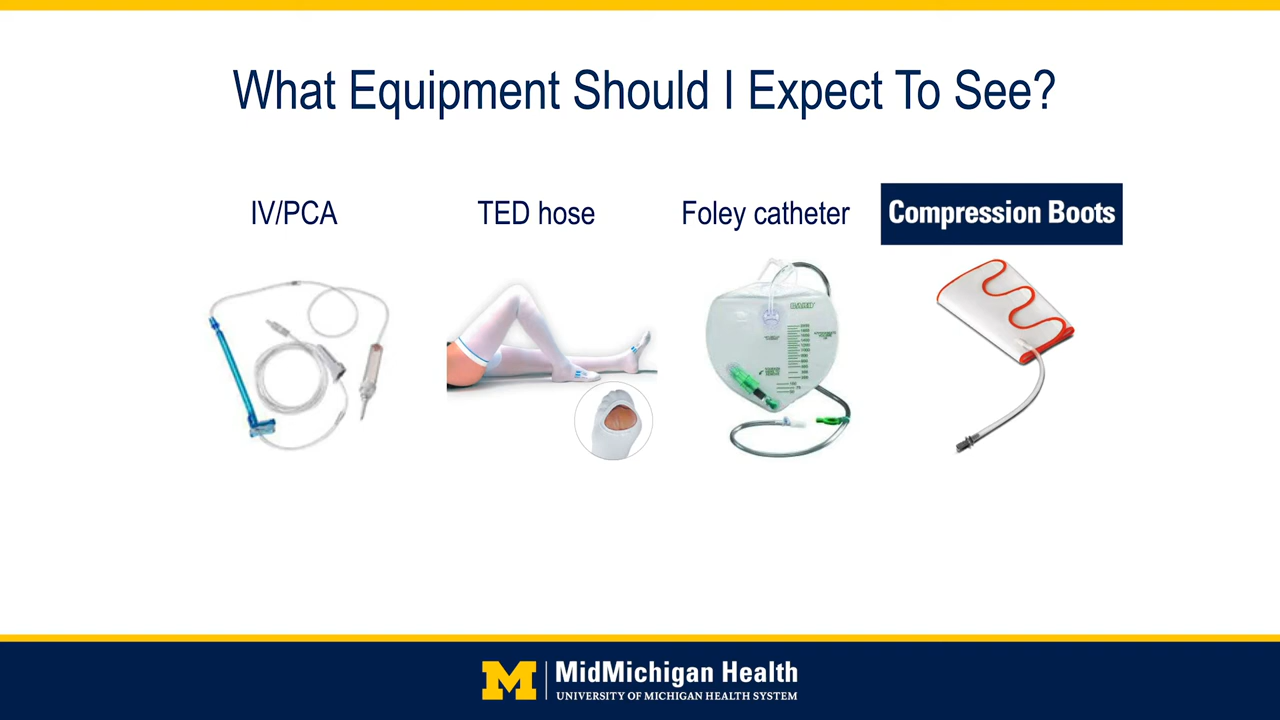 What Equipment Should I Expect To See?
IV/PCA
TED hose
Foley catheter
Compression Boots
BARD
M
MidMichigan Health
UNIVERSITY OF MICHIGAN HEALTH SYSTEM